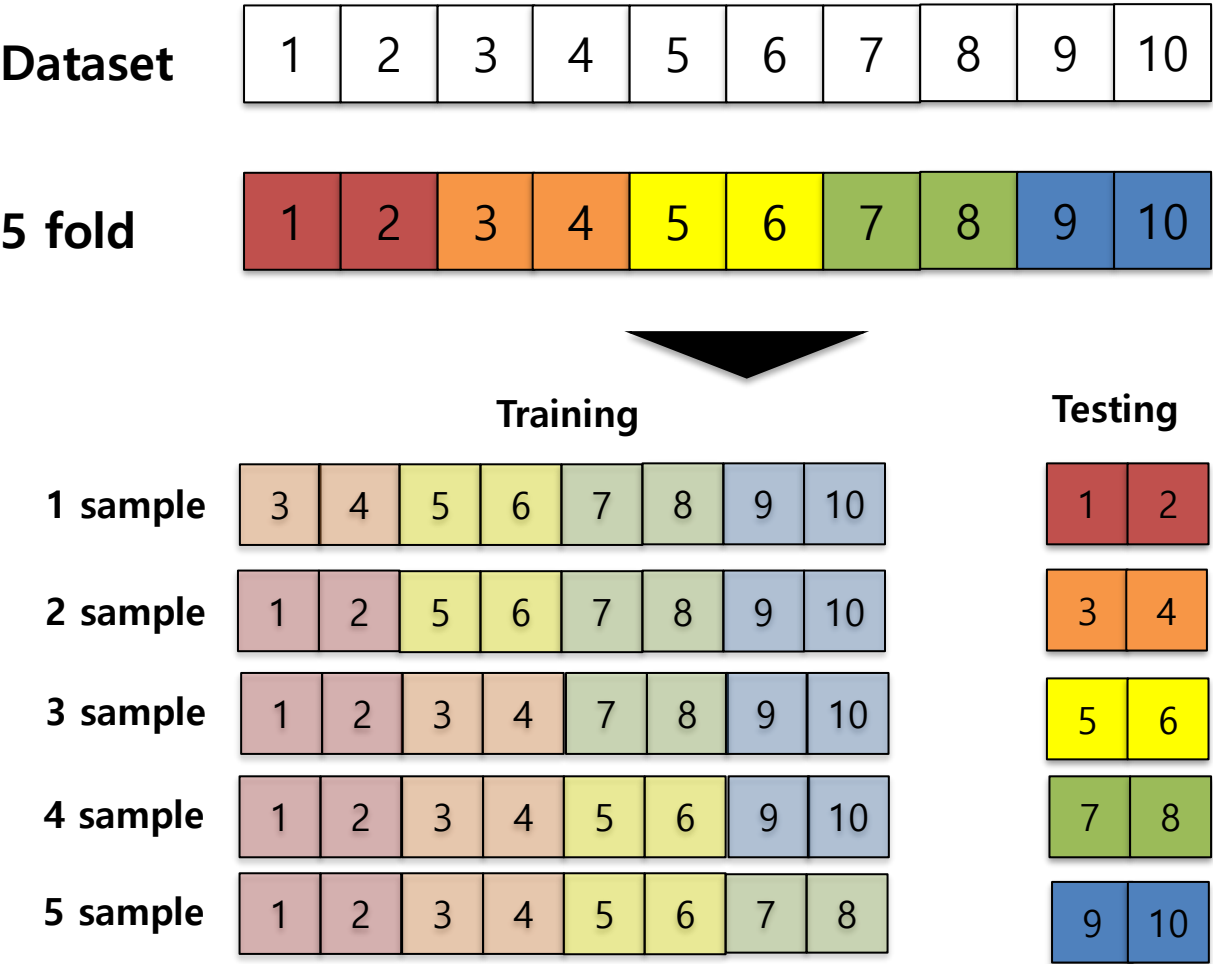 Dataset 1 2 3 4 5 6 7 8 9 10
5 fold 1 2 3 4 5 6 7 8 9 10
Training Testing
1 sample 3 4 5 6 7 8 9 10 1 2
2 sample 1 2 5 6 7 8 9 10 3 4
3 sample 1 2 3 4 7 8 9 10 5 6
4 sample 1 2 3 4 5 6 9 10 7 8
5 sample 1 2 3 4 5 6 7 8 9 10